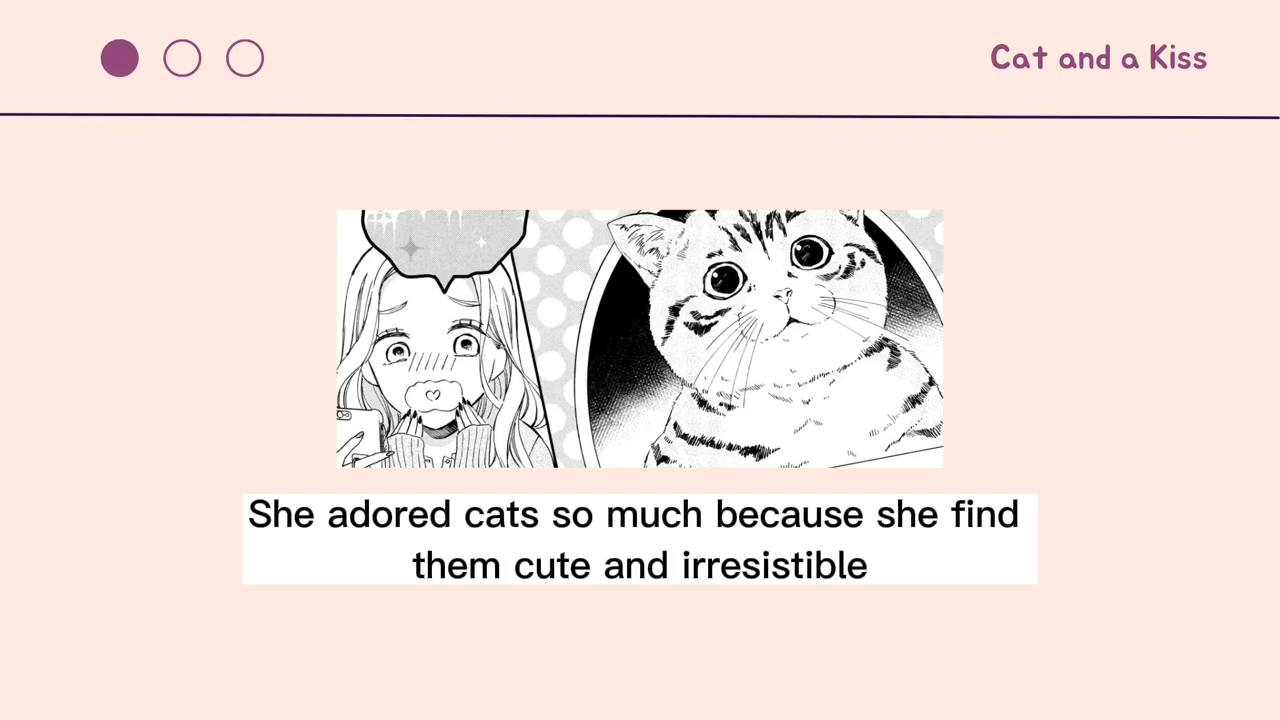 Cat and a Kiss
She adored cats so much because she find
them cute and irresistible